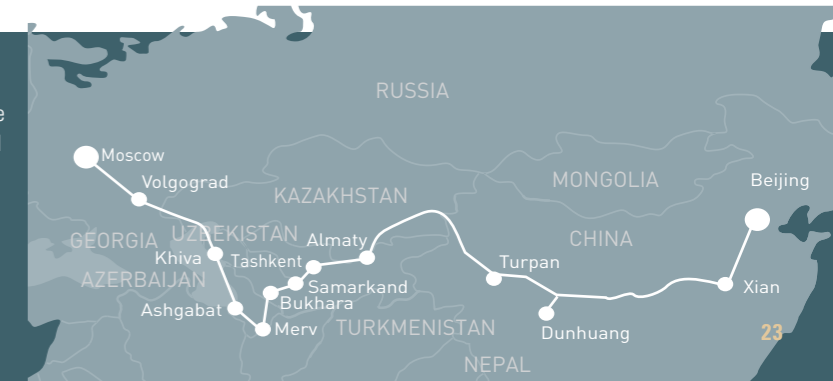 RUSSIA
e
Moscow
Volgograd
KAZAKHSTAN
MONGOLIA
Beijing
GEORGIA
UZBEKISTAN
Almaty
CHINA
Khiva
Tashkent
Turpan
AZERBAIJAN
Samarkand
Xian
Ashgabat
Bukhara
Merv
TURKMENISTAN
Dunhuang
23
NEPAL